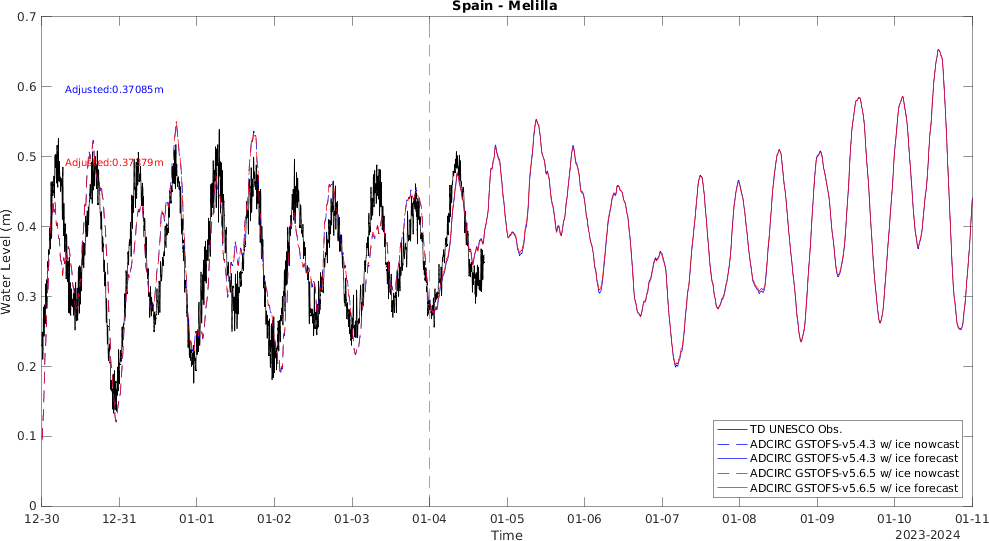 Spain - Melilla
Water Level (m)
0.7
0.6
0.5
0.4
0.3
0.2
0.1
0
Adjusted:0.37085m
12-30
12-31
01-01
01-02
01-03
01-04
01-05
01-06
01-07
01-08
01-09
01-10
01-11
Time
2023-2024
TD UNESCO Obs.
ADCIRC GSTOFS-v5.4.3 w/ ice nowcast
ADCIRC GSTOFS-v5.4.3 w/ ice forecast
ADCIRC GSTOFS-v5.6.5 w/ ice nowcast
ADCIRC GSTOFS-v5.6.5 w/ ice forecast